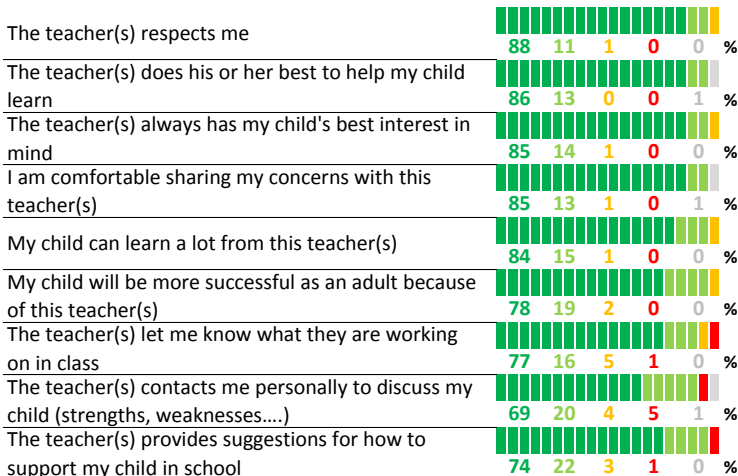 The teacher(s) respects me
88 11 1 0 0 %
The teacher(s) does his or her best to help my child
learn
86 13 0 0 1 %
The teacher(s) always has my child's best interest in
mind
85 14 1 0 0 %
I am comfortable sharing my concerns with this
teacher(s)
85 13 1 0 1 %
My child can learn a lot from this teacher(s)
84 15 1 0 0 %
My child will be more successful as an adult because
of this teacher(s)
78 19 2 0 0 %
The teacher(s) let me know what they are working
on in class
77 16 5 1 0 %
The teacher(s) contacts me personally to discuss my
child (strengths, weaknesses....)
69 20 4 5 1 %
The teacher(s) provides suggestions for how to
support my child in school
74 22 3 1 0 %